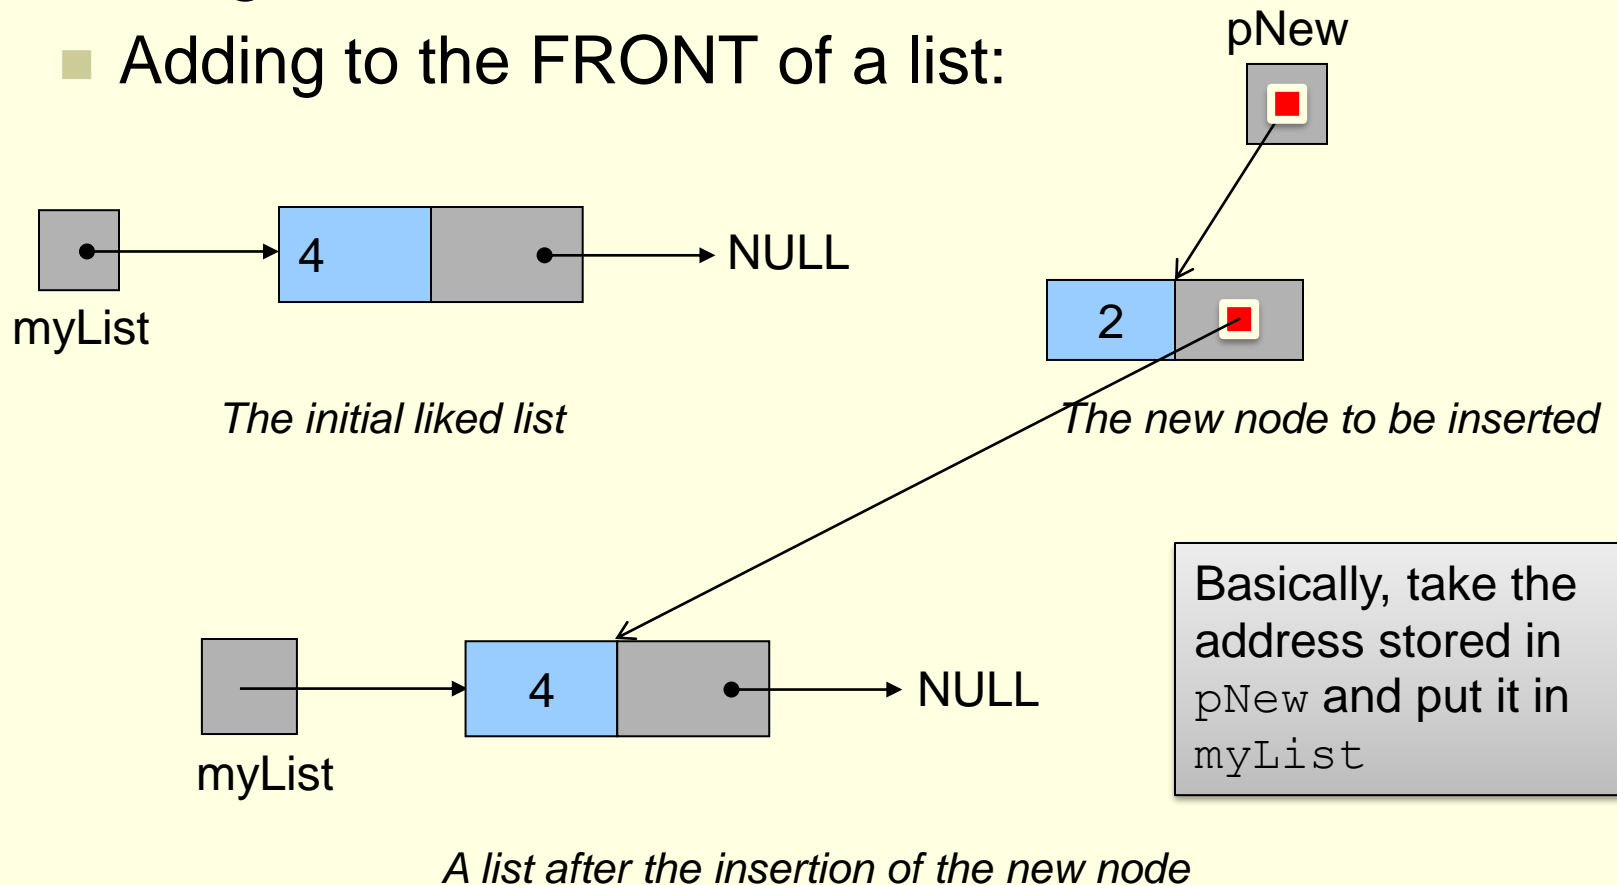 Adding to the FRONT of a list:
pNew
4
NULL
myList
2
The initial liked list
The new node to be inserted
4
NULL
myList
Basically, take the
address stored in
pNew and put it in
myList
A list after the insertion of the new node